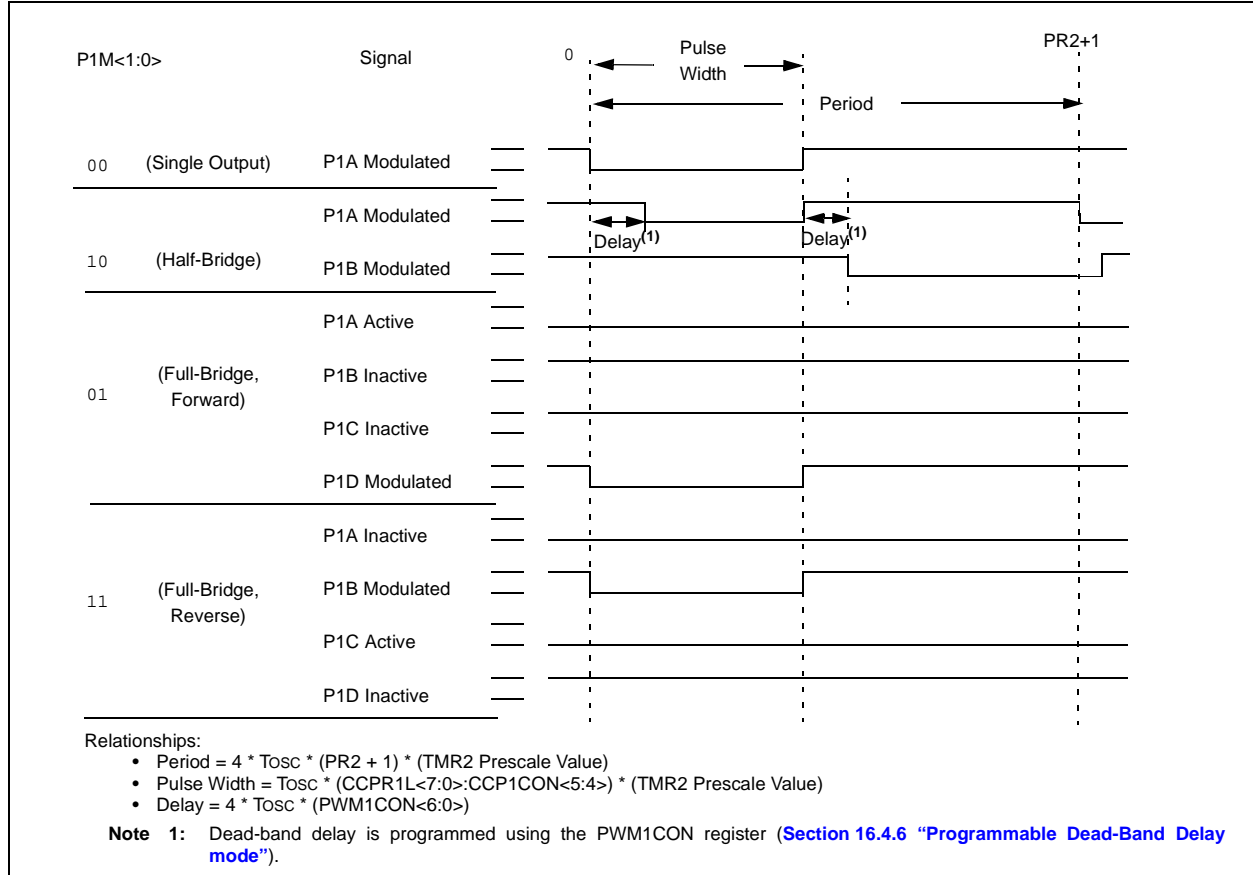 P1M<1:0> Signal 0 Pulse Width PR2+1
Period
00 (Single Output) P1A Modulated
P1A Modulated
Delay(1) Delay(1)
10 (Half-Bridge) P1B Modulated
P1A Active
01 (Full-Bridge, Forward) P1B Inactive
P1C Inactive
P1D Modulated
P1A Inactive
11 (Full-Bridge, Reverse) P1B Modulated
P1C Active
P1D Inactive
Relationships:
• Period = 4 * TOSC * (PR2 + 1) * (TMR2 Prescale Value)
• Pulse Width = TOSC * (CCPR1L<7:0>:CCP1CON<5:4>) * (TMR2 Prescale Value)
• Delay = 4 * TOSC * (PWM1CON<6:0>)
Note 1: Dead-band delay is programmed using the PWM1CON register (Section 16.4.6 “Programmable Dead-Band Delay
mode”).